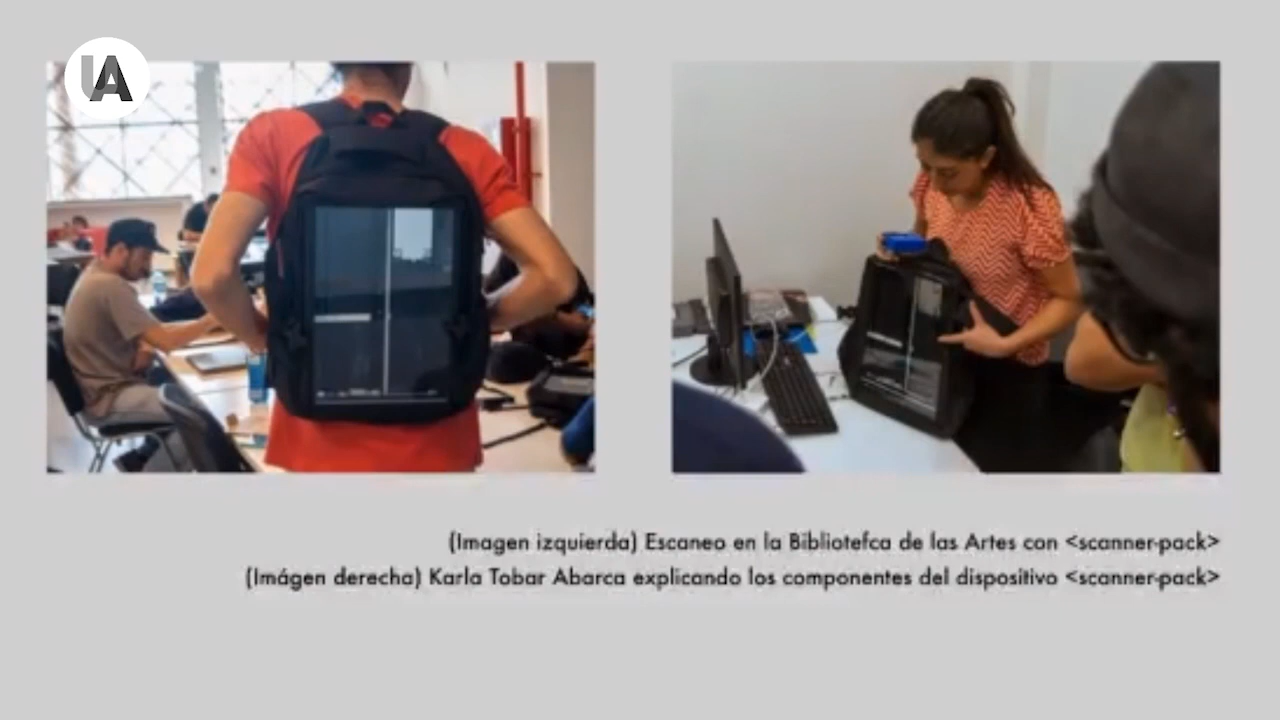 UA
(Imagen izquierda) Escaneo en la Bibliotefca de las Artes con <scanner-pack>
(Imágen derecha) Karla Tobar Abarca explicando los componentes del dispositivo <scanner-pack>